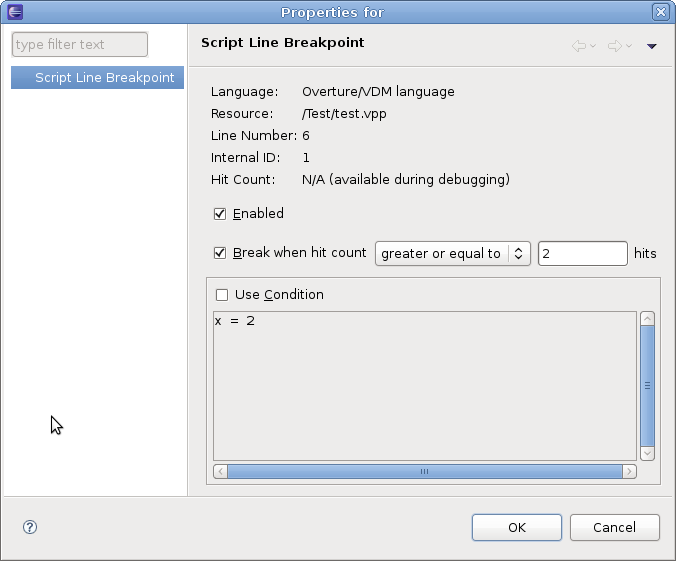 Properties for
type filter text
Script Line Breakpoint
Script Line Breakpoint
Language: Overture/VDM language
Resource: /Test/test.vpp
Line Number: 6
Internal ID: 1
Hit Count: N/A (available during debugging)
Enabled
Break when hit count greater or equal to 2 hits
Use Condition
x = 2
OK Cancel